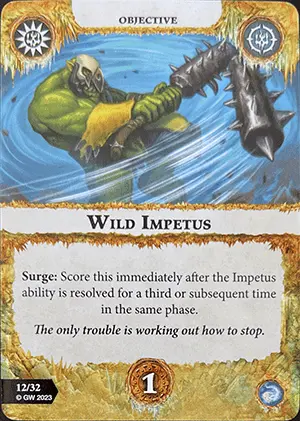 OBJECTIVE
WILD IMPETUS
Surge: Score this immediately after the Impetus
ability is resolved for a third or subsequent time
in the same phase.
The only trouble is working out how to stop.
12/32
© GW 2023
1